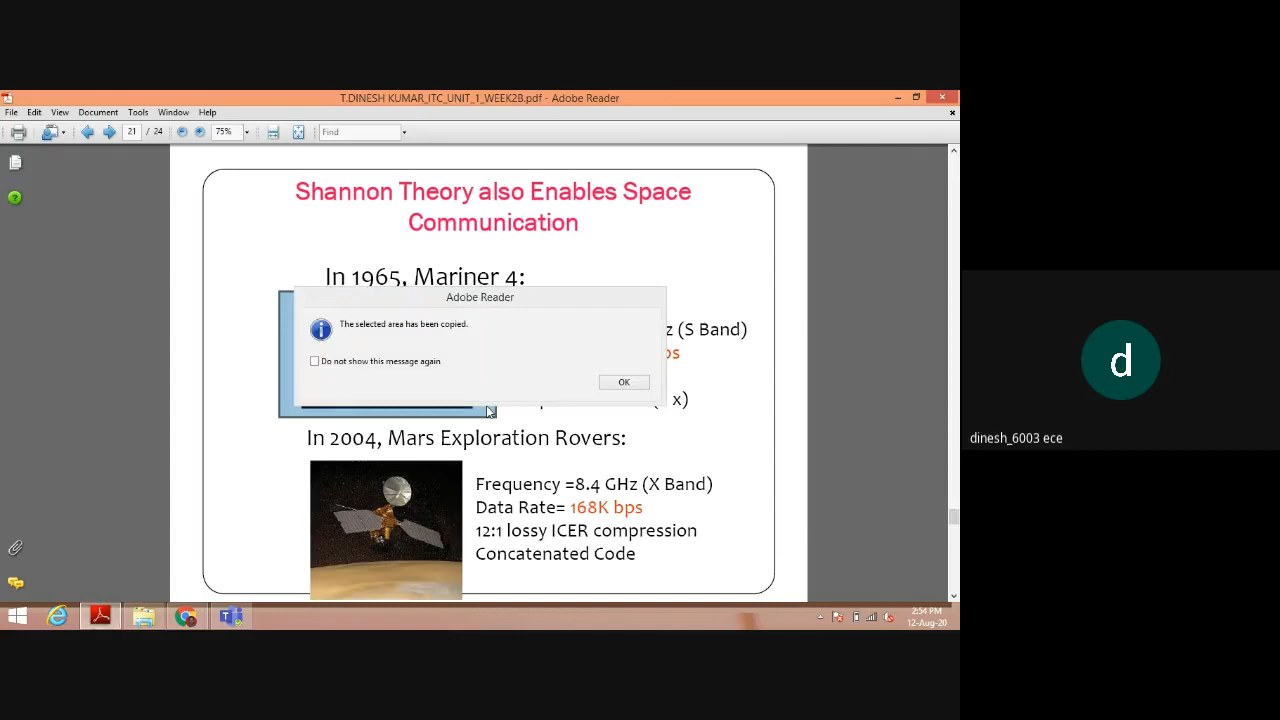 T.DINESH KUMAR_ITC_UNIT_1_WEEK2B.pdf - Adobe Reader
File Edit View Document Tools Window Help
21 / 24 75% Find
Shannon Theory also Enables Space
Communication
In 1965, Mariner 4:
Adobe Reader
The selected area has been copied.
z (S Band)
Do not show this message again
OK
x)
In 2004, Mars Exploration Rovers:
Frequency =8.4 GHz (X Band)
Data Rate= 168K bps
12:1 lossy ICER compression
Concatenated Code
d
dinesh_6003 ece
2:54 PM
12-Aug-20